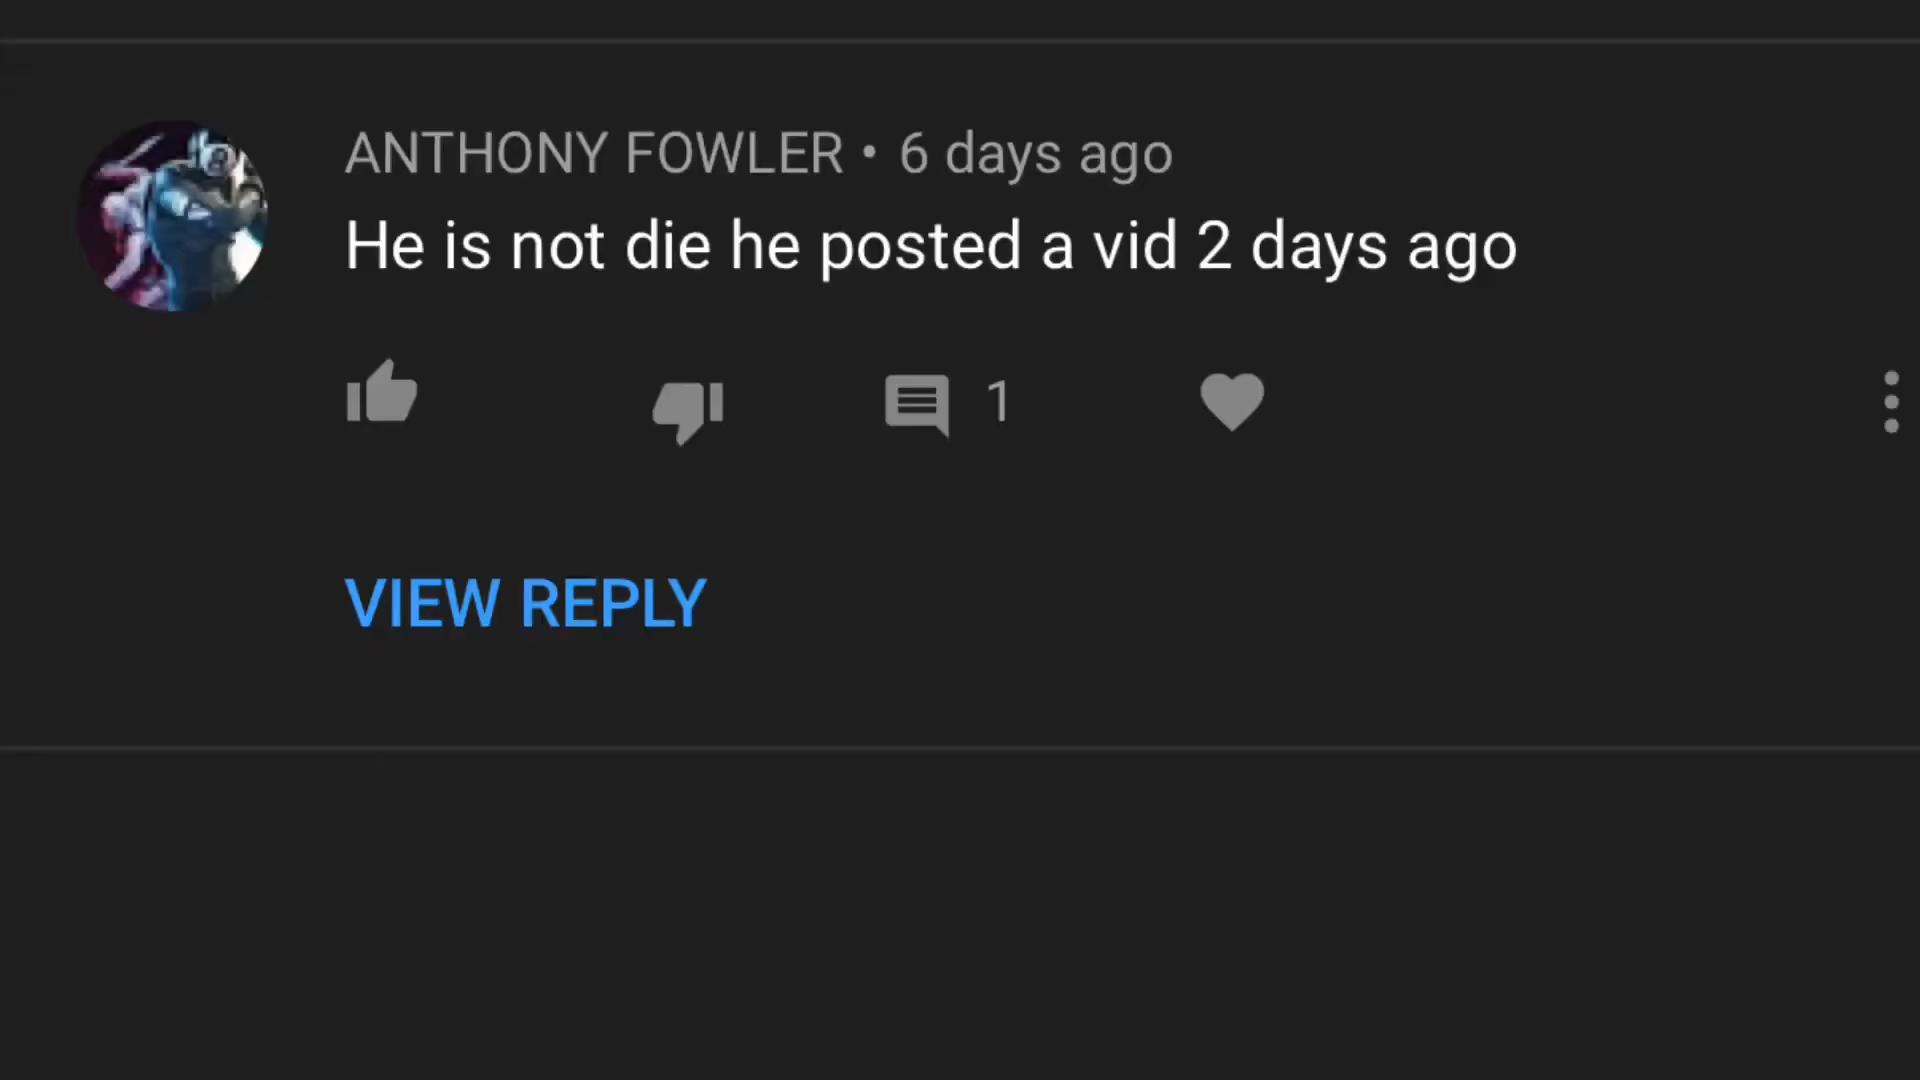 ANTHONY FOWLER • 6 days ago
He is not die he posted a vid 2 days ago
1
VIEW REPLY